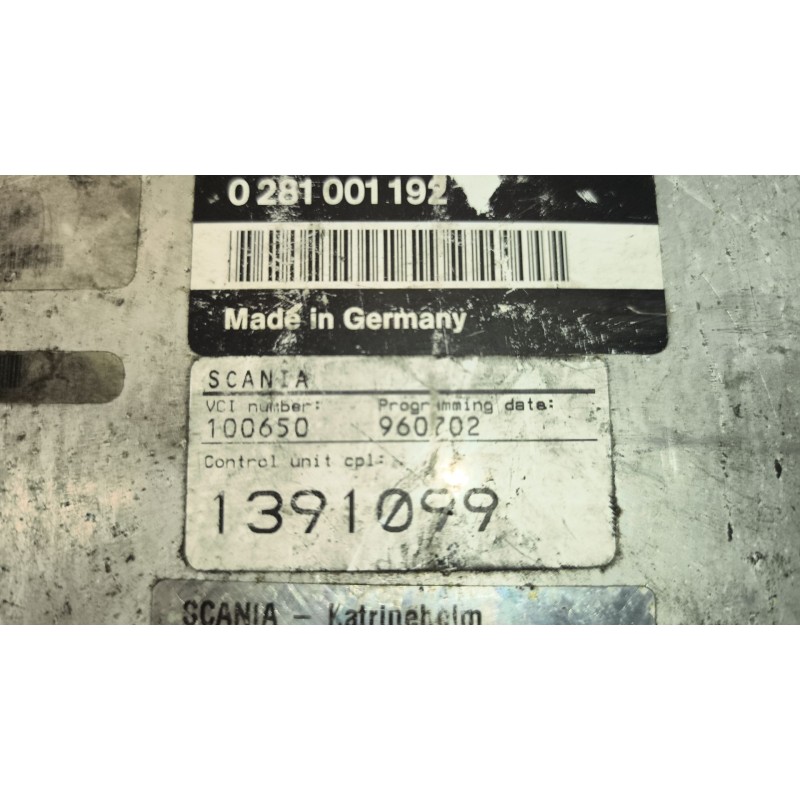 0 281 001 192
Made in Germany
SCANIA
VCI number: Programming date:
100650 960702
Control unit cpl:
1391099
SCANIA - Katrineholm